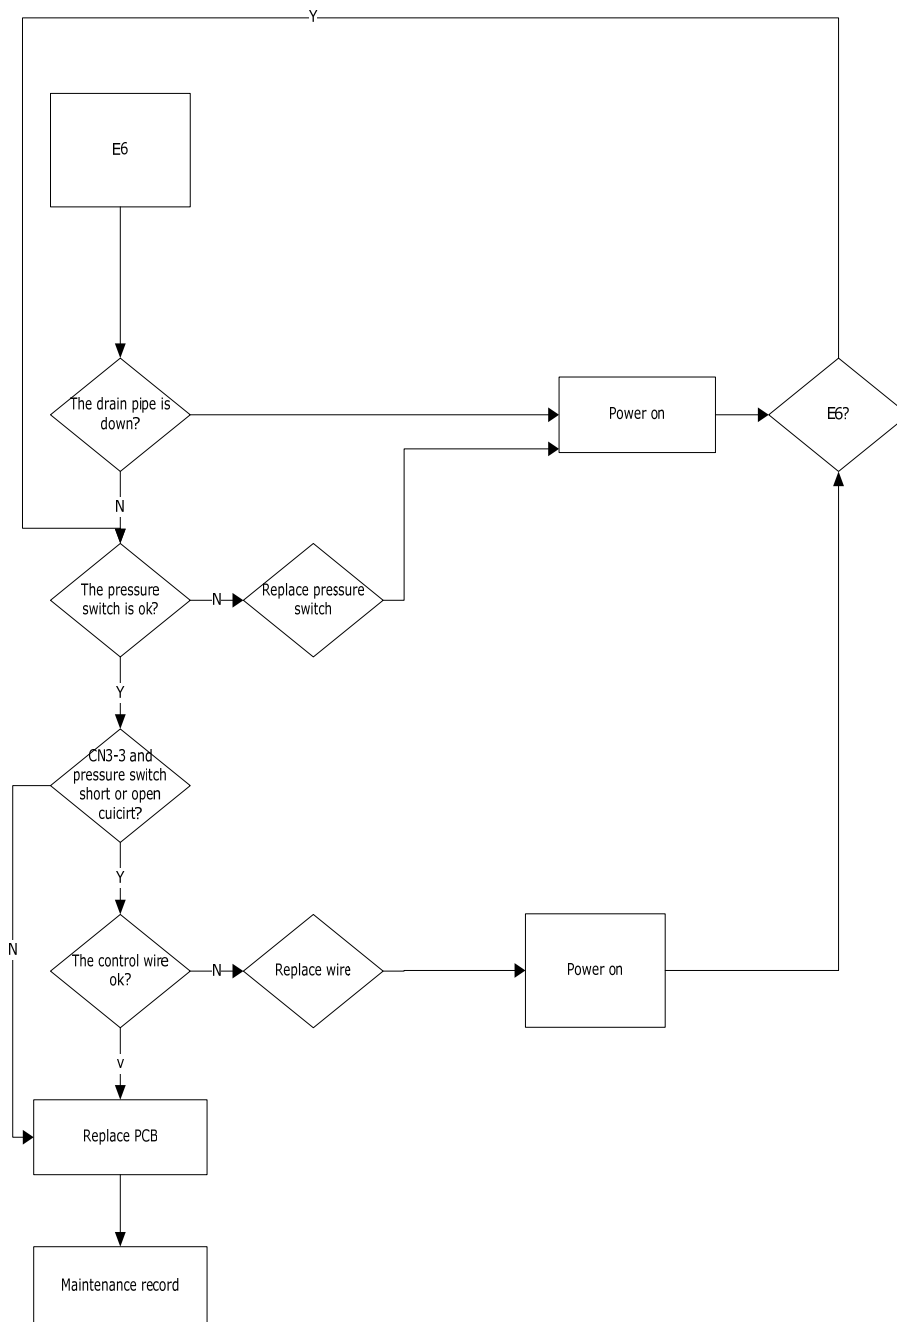 Y
E6
The drain pipe is
down?
Power on
E6?
N
The pressure
switch is ok?
N
Replace pressure
switch
Y
CN3-3 and
pressure switch
short or open
cuicirt?
Y
N
The control wire
ok?
N
Replace wire
Power on
v
Replace PCB
Maintenance record